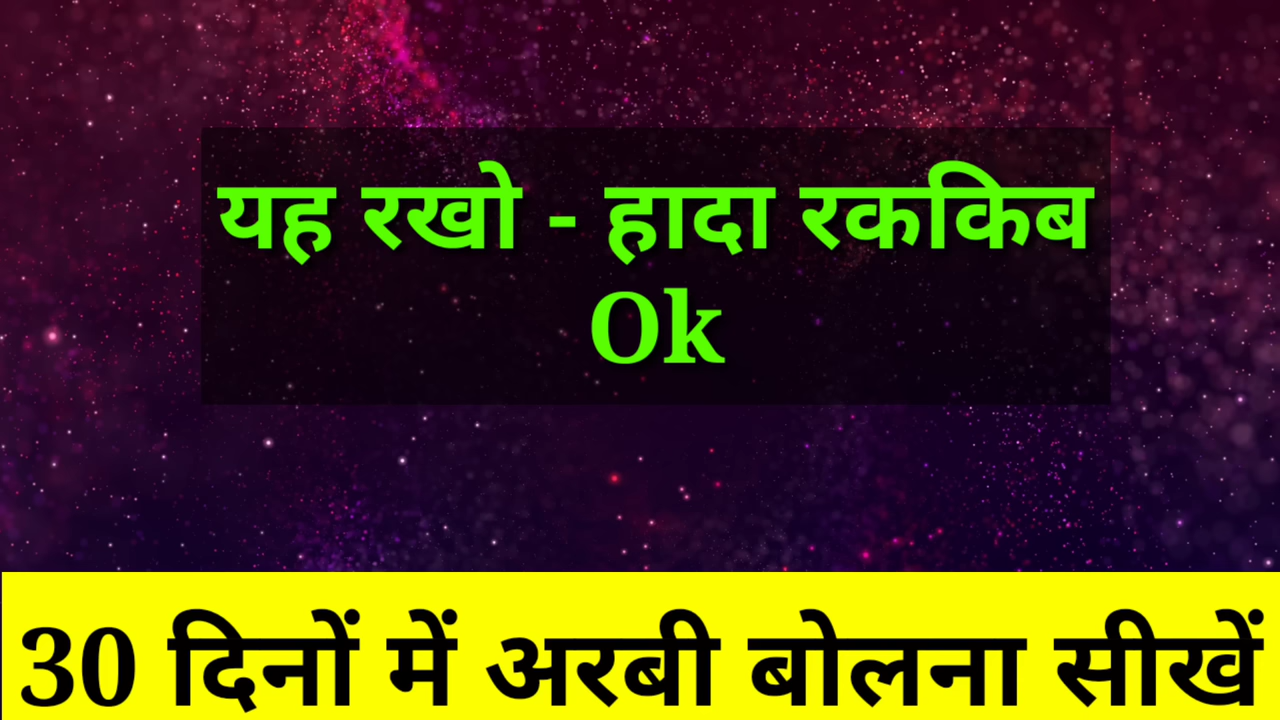 यह रखो - हादा रककिब
Ok
30 दिनों में अरबी बोलना सीखें